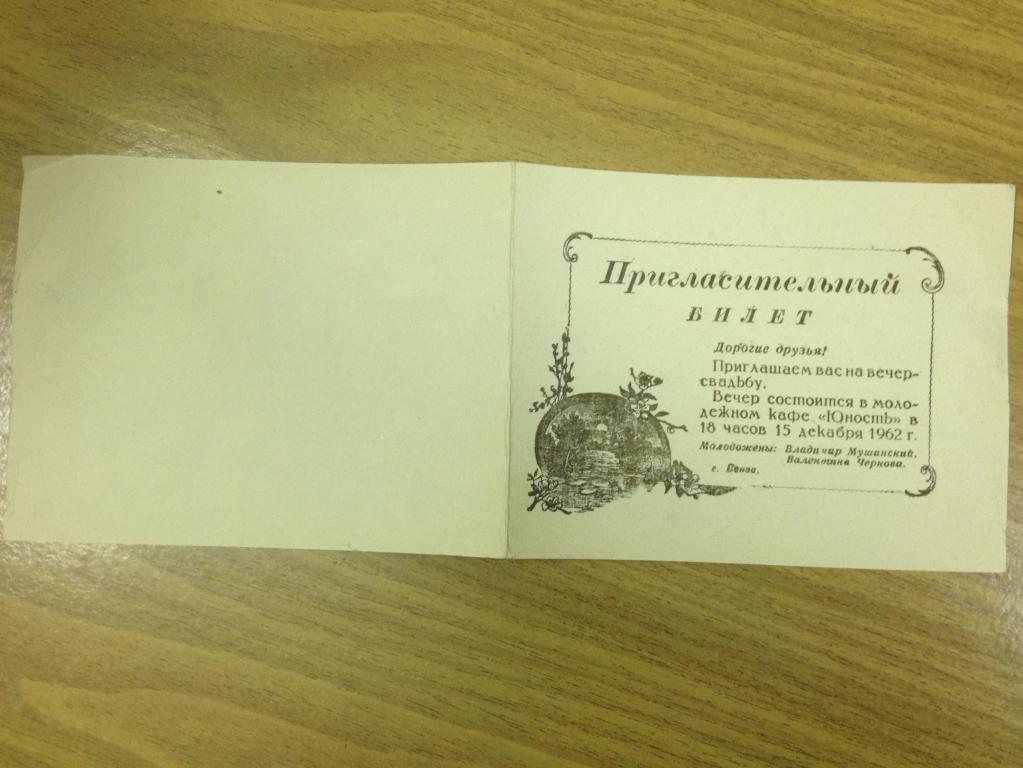 Пригласительный
БИЛЕТ
Дорогие друзья!
Приглашаем вас на вечер-
свадьбу.
Вечер состоится в моло-
дежном кафе «Юность» в
18 часов 15 декабря 1962 г.
Молодожены: Владимир Мушинский,
Валентина Чернова.
г. Пенза.